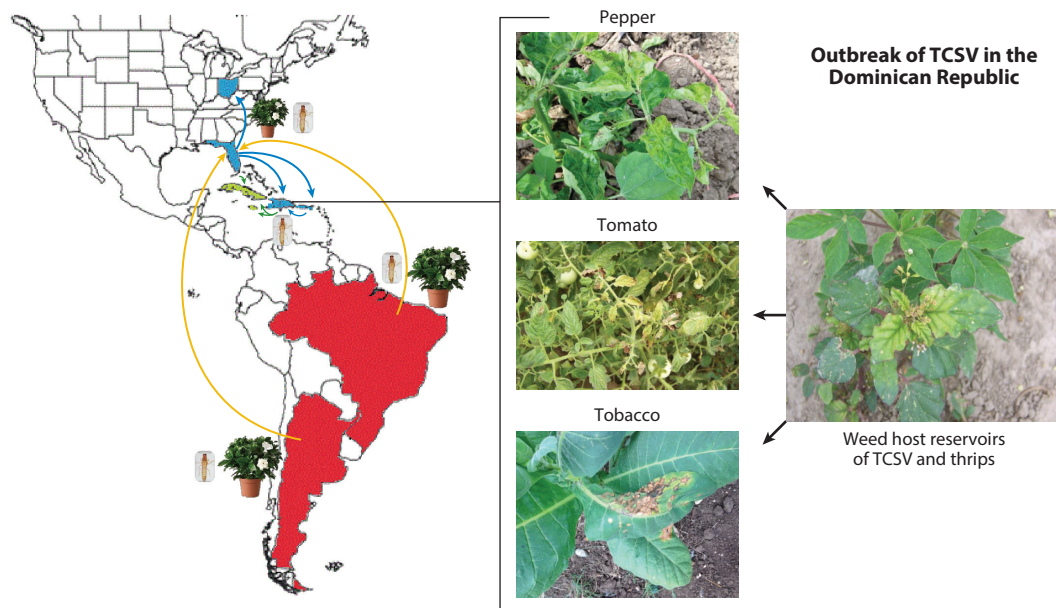 Pepper
Outbreak of TCSV in the
Dominican Republic
Tomato
Tobacco
Weed host reservoirs
of TCSV and thrips